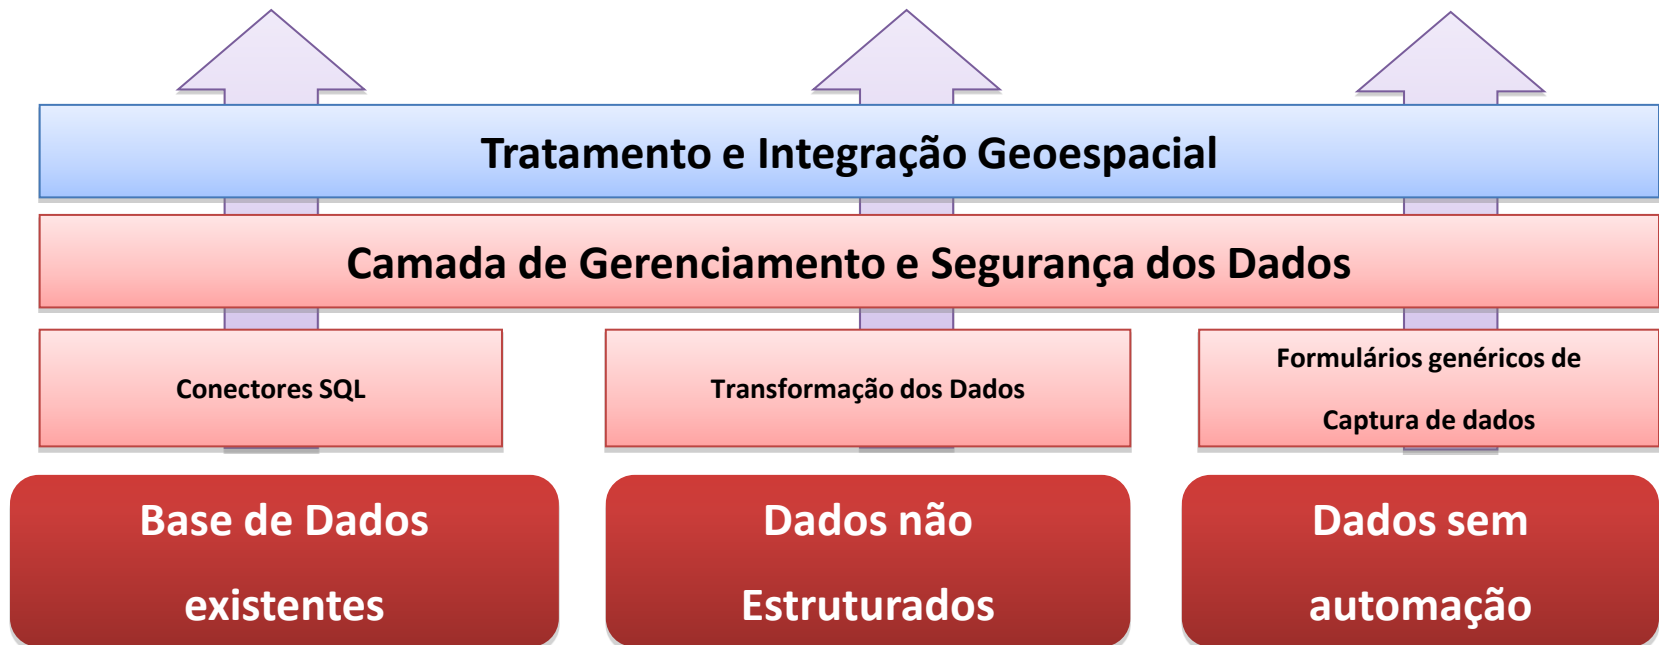 Tratamento e Integração Geoespacial
Camada de Gerenciamento e Segurança dos Dados
Conectores SQL
Transformação dos Dados
Formulários genéricos de
Captura de dados
Base de Dados
existentes
Dados não
Estruturados
Dados sem
automação